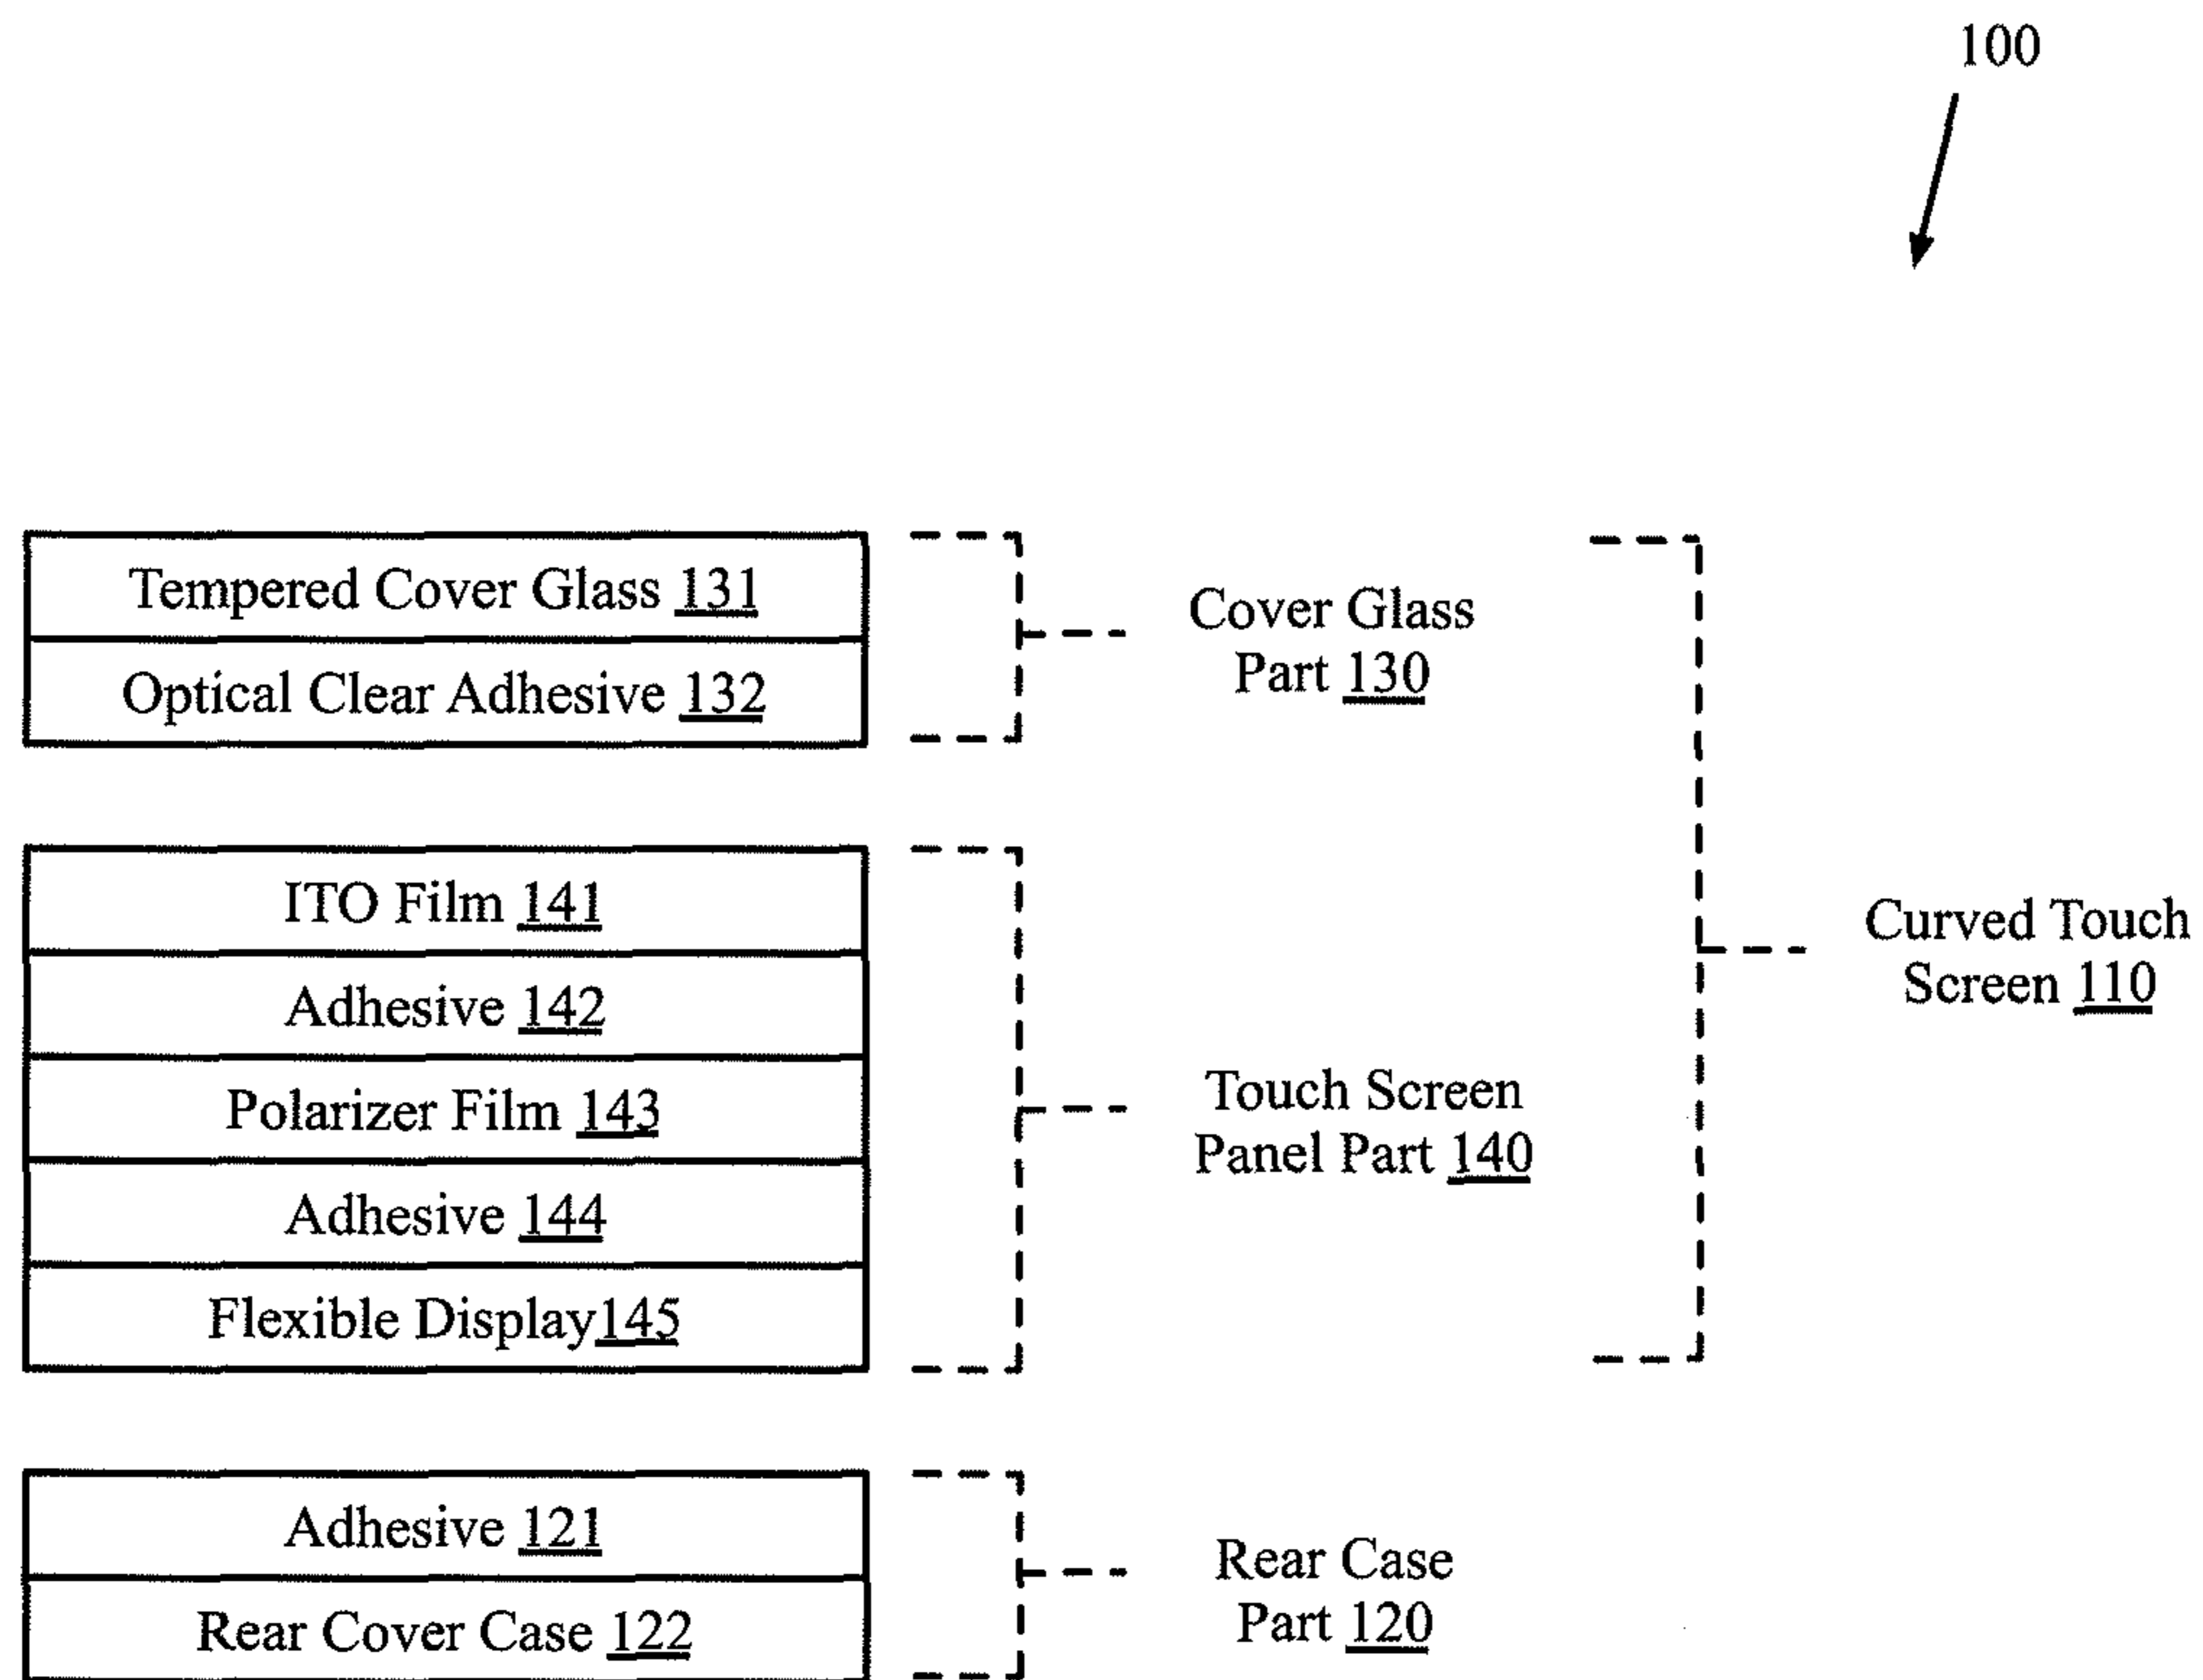 100
Tempered Cover Glass 131
Optical Clear Adhesive 132
Cover Glass
Part 130
ITO Film 141
Adhesive 142
Polarizer Film 143
Adhesive 144
Flexible Display145
Touch Screen
Panel Part 140
Curved Touch
Screen 110
Adhesive 121
Rear Cover Case 122
Rear Case
Part 120